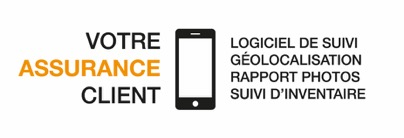 VOTRE
ASSURANCE
CLIENT
LOGICIEL DE SUIVI
GÉOLOCALISATION
RAPPORT PHOTOS
SUIVI D'INVENTAIRE